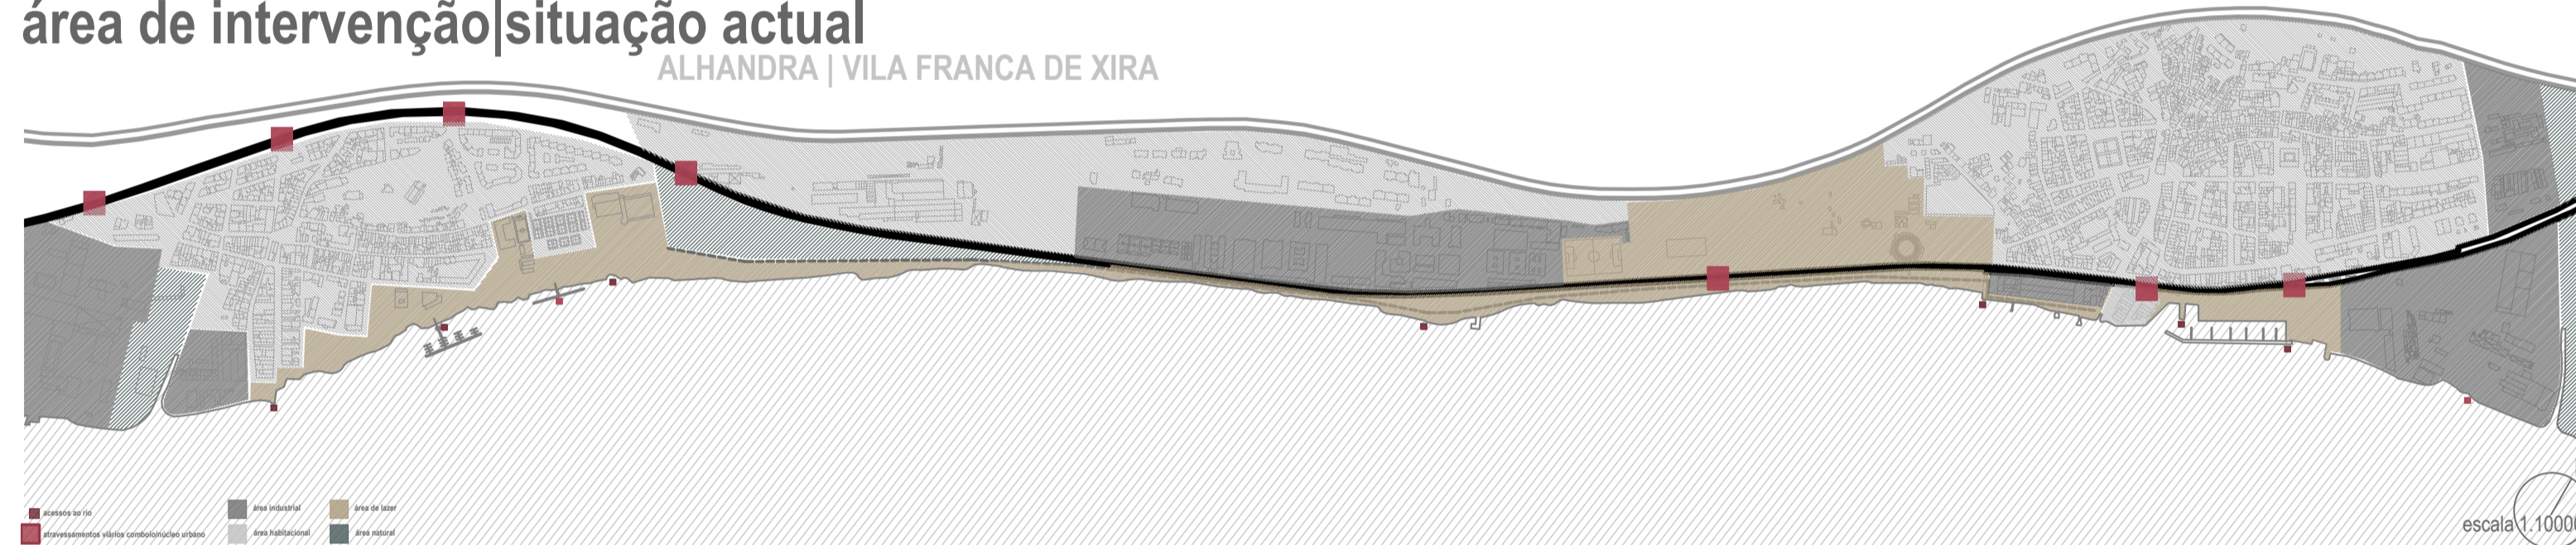 área de intervenção|situação actual
ALHANDRA | VILA FRANCA DE XIRA
acessos ao rio
atravessamentos viários comboio/núcleo urbano
área industrial
área habitacional
área de lazer
área natural
escala 1.1000